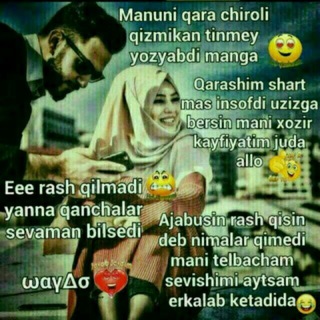 Manuni qara chiroli
qizmikan tinmey
yozyabdi manga
Qarashim shart
mas insofdi uzizga
bersin mani xozir
kayfiyatim juda
allo
Eee rash qilmadi
yanna qanchalar
sevaman bilsedi
Ajabusin rash qisin
deb nimalar qimedi
mani telbacham
sevishimi aytsam
erkalab ketadida
ωαγΔσ